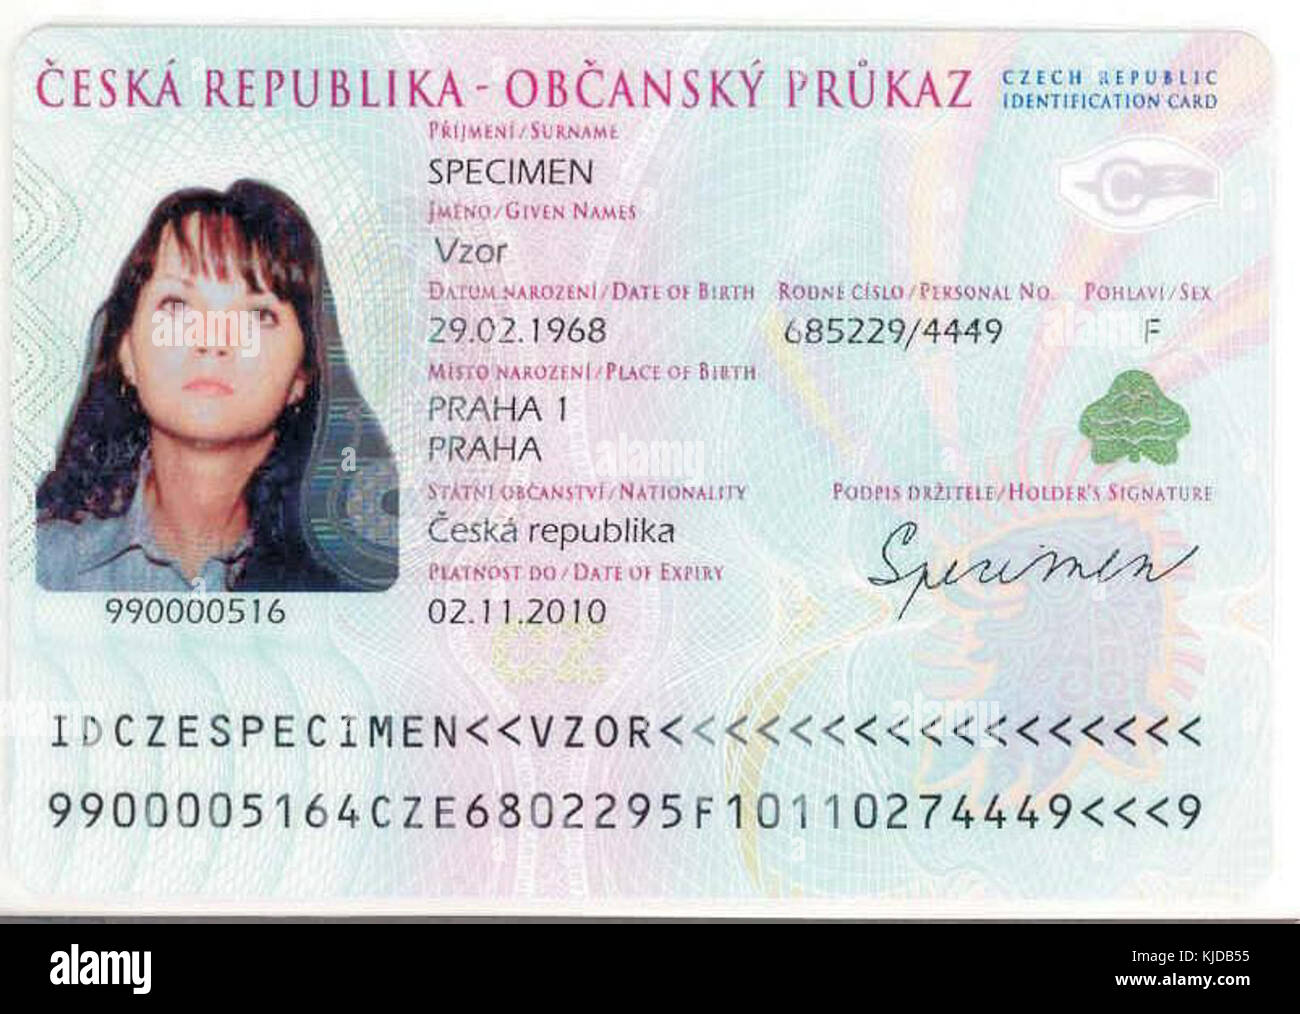 ČESKÁ REPUBLIKA - OBČANSKÝ PRŮKAZ
CZECH REPUBLIC
IDENTIFICATION CARD
PŘÍJMENÍ/SURNAME
SPECIMEN
JMÉNO/GIVEN NAMES
Vzor
DATUM NAROZENÍ/DATE OF BIRTH RODNÉ ČÍSLO/PERSONAL NO. POHLAVÍ/SEX
29.02.1968 685229/4449 F
MÍSTO NAROZENÍ/PLACE OF BIRTH
PRAHA 1
PRAHA
STÁTNÍ OBČANSTVÍ/NATIONALITY PODPIS DRŽITELE/HOLDER'S SIGNATURE
Česká republika
Specimen
PLATNOST DO/DATE OF EXPIRY
990000516 02.11.2010
CZ
IDCZESPECIMEN<<VZOR<<<<<<<<<<<<<<<<<
9900005164CZE6802295F10110274449<<<9
alamy
Image ID: KJDB55
www.alamy.com